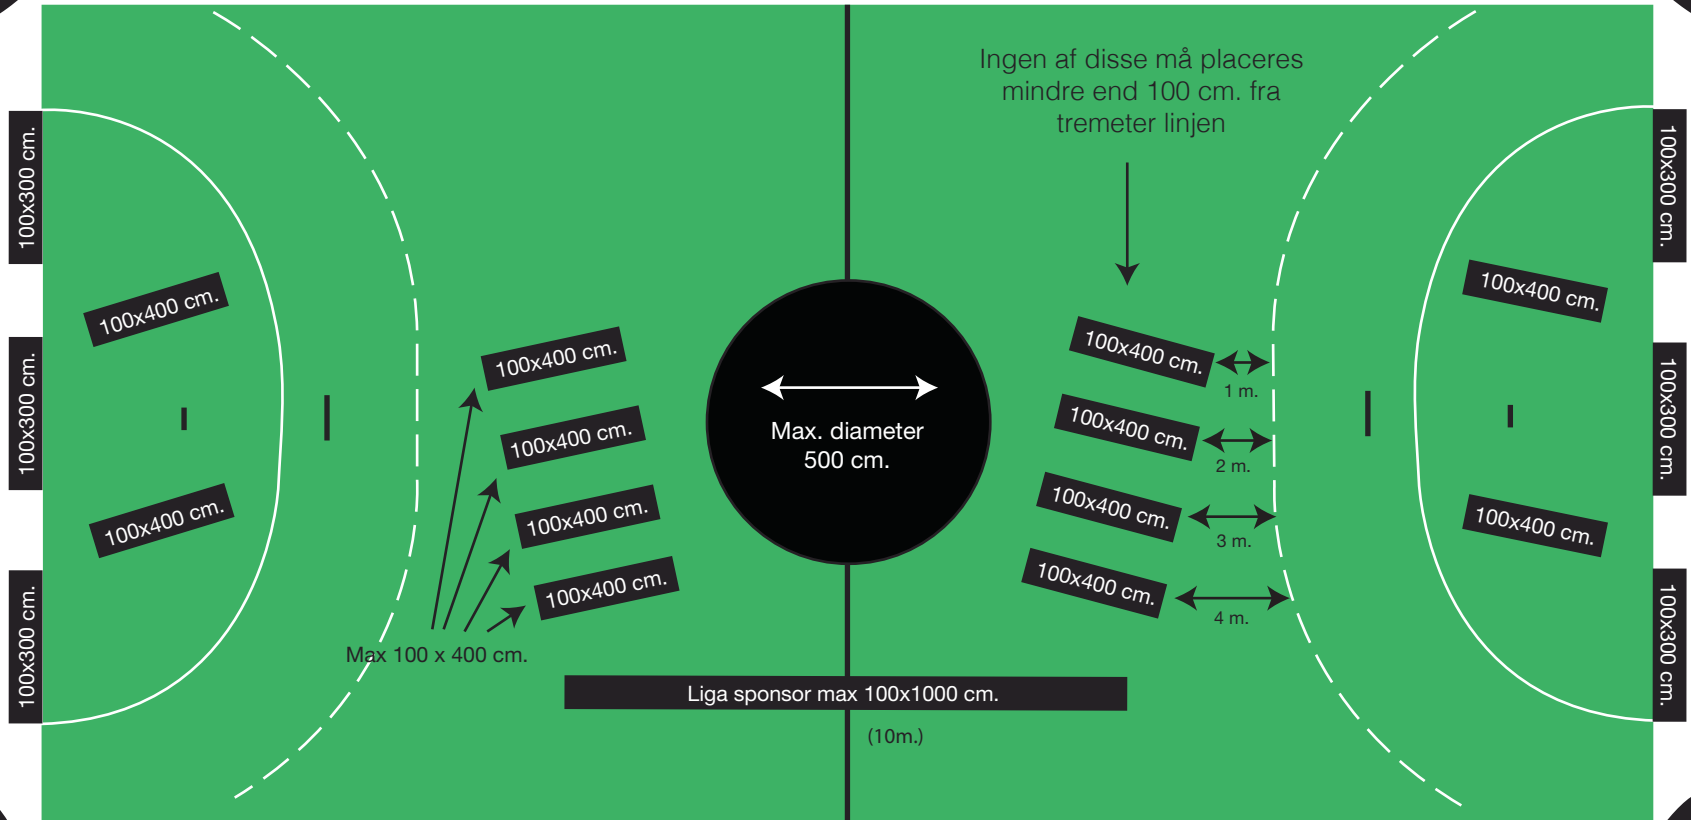 Ingen af disse må placeres
mindre end 100 cm. fra
tremeter linjen
100x300 cm.
100x300 cm.
100x300 cm.
100x400 cm.
100x400 cm.
100x400 cm.
100x400 cm.
100x400 cm.
100x400 cm.
Max 100 x 400 cm.
Max. diameter
500 cm.
Liga sponsor max 100x1000 cm.
(10m.)
100x400 cm.
1 m.
100x400 cm.
2 m.
100x400 cm.
3 m.
100x400 cm.
4 m.
100x400 cm.
100x400 cm.
100x300 cm.
100x300 cm.
100x300 cm.